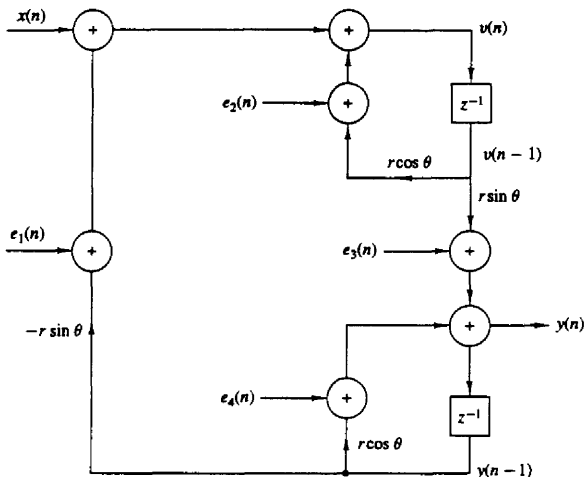 x(n)
+
+
v(n)
e₂(n)
+
z⁻¹
r cos θ
v(n − 1)
r sin θ
e₁(n)
+
e₃(n)
+
−r sin θ
+
y(n)
e₄(n)
+
z⁻¹
r cos θ
y(n − 1)